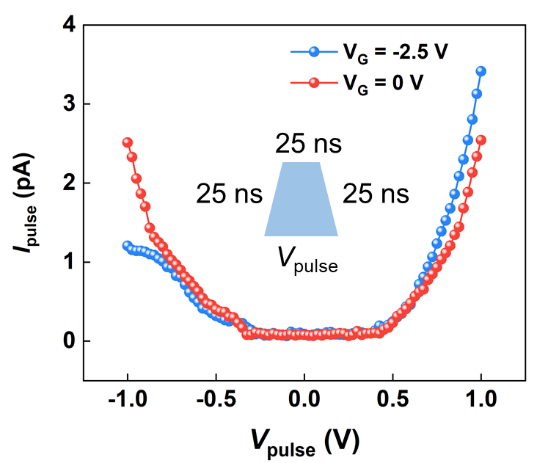 4
3
2
1
0
I_pulse (pA)
V_G = -2.5 V
V_G = 0 V
25 ns
25 ns
25 ns
V_pulse
-1.0
-0.5
0.0
0.5
1.0
V_pulse (V)